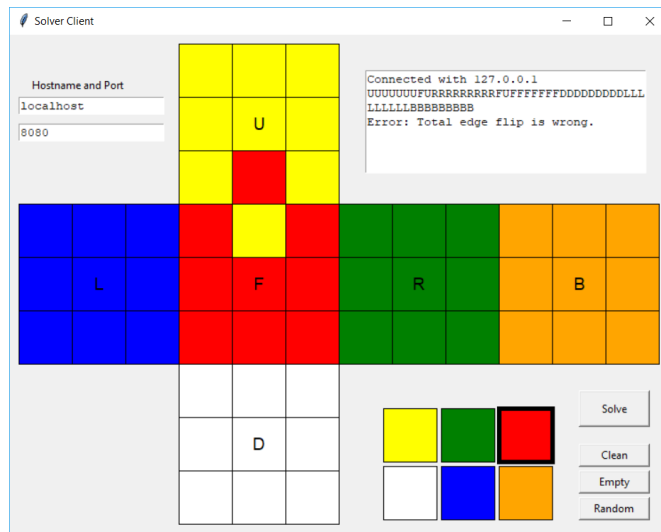 Solver Client
Hostname and Port
localhost
8080
U
Connected with 127.0.0.1
UUUUUUUFURRRRRRRRRFUFFFFFFFDDDDDDDDDLLL
LLLLLLBBBBBBBBB
Error: Total edge flip is wrong.
L
F
R
B
D
Solve
Clean
Empty
Random